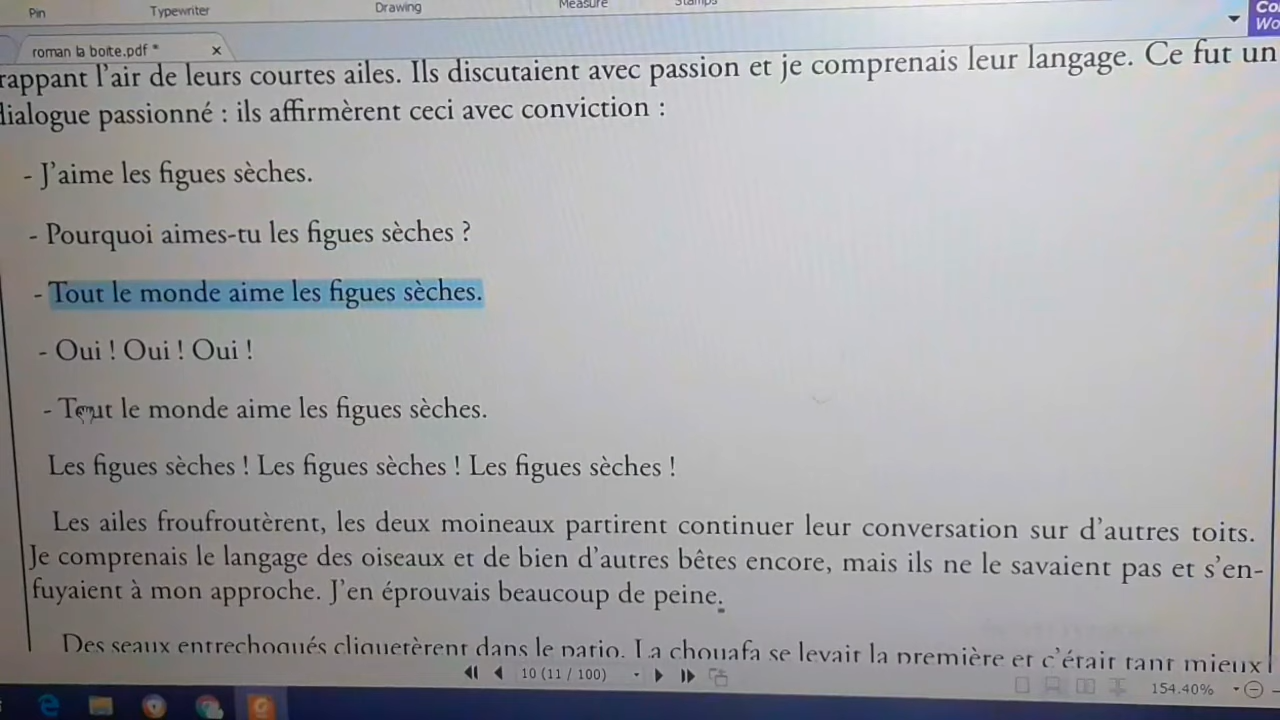 Pin Typewriter Drawing Measure Stamps
roman la boite.pdf * x
rappant l'air de leurs courtes ailes. Ils discutaient avec passion et je comprenais leur langage. Ce fut un
dialogue passionné : ils affirmèrent ceci avec conviction :
- J'aime les figues sèches.
- Pourquoi aimes-tu les figues sèches ?
- Tout le monde aime les figues sèches.
- Oui ! Oui ! Oui !
- Tout le monde aime les figues sèches.
Les figues sèches ! Les figues sèches ! Les figues sèches !
Les ailes froufroutèrent, les deux moineaux partirent continuer leur conversation sur d'autres toits.
Je comprenais le langage des oiseaux et de bien d'autres bêtes encore, mais ils ne le savaient pas et s'en-
fuyaient à mon approche. J'en éprouvais beaucoup de peine.
Des seaux entrechoqués cliquetèrent dans le patio. La chouafa se levait la première et c'était tant mieux
10 (11 / 100)
154.40%